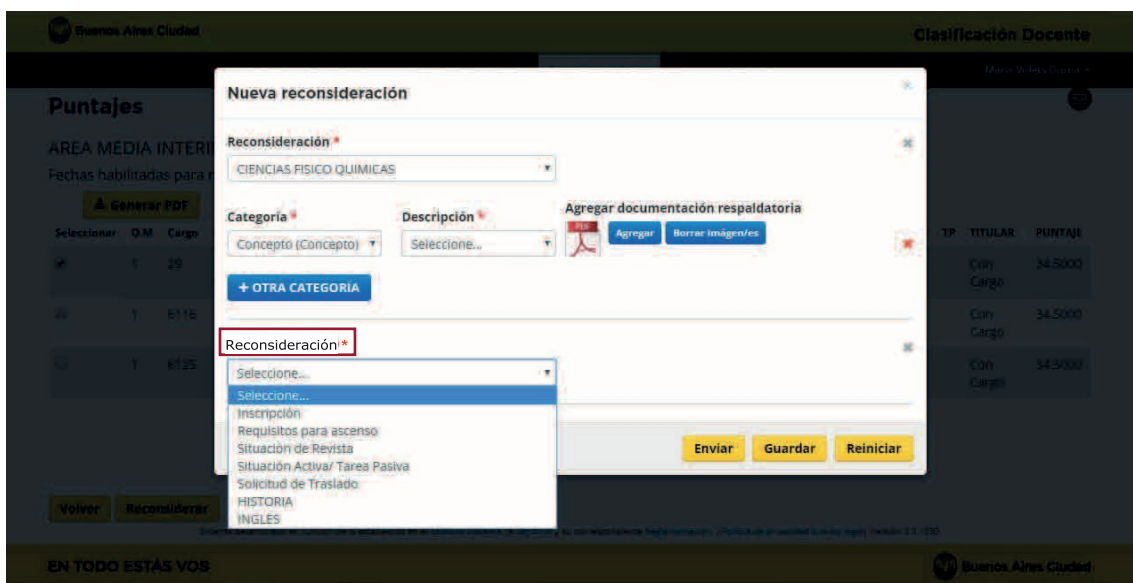 Buenos Aires Ciudad
Clasificación Docente
Puntajes
AREA MEDIA INTERI
Fechas habilitadas para r
Generar PDF
Seleccionar O.M Cargo TP TITULAR PUNTAJE
1 29 Con Cargo 34.5000
1 6116 Con Cargo 34.5000
1 6125 Con Cargo 34.5000
Nueva reconsideración
Reconsideración *
CIENCIAS FISICO QUIMICAS
Categoría * Descripción * Agregar documentación respaldatoria
Concepto (Concepto) Seleccione... PDF Agregar Borrar Imágen/es
+ OTRA CATEGORÍA
Reconsideración *
Seleccione...
Seleccione...
Inscripción
Requisitos para ascenso
Situación de Revista
Situación Activa/ Tarea Pasiva
Solicitud de Traslado
HISTORIA
INGLES
Enviar Guardar Reiniciar
Volver Reconsiderar
EN TODO ESTÁS VOS
Buenos Aires Ciudad